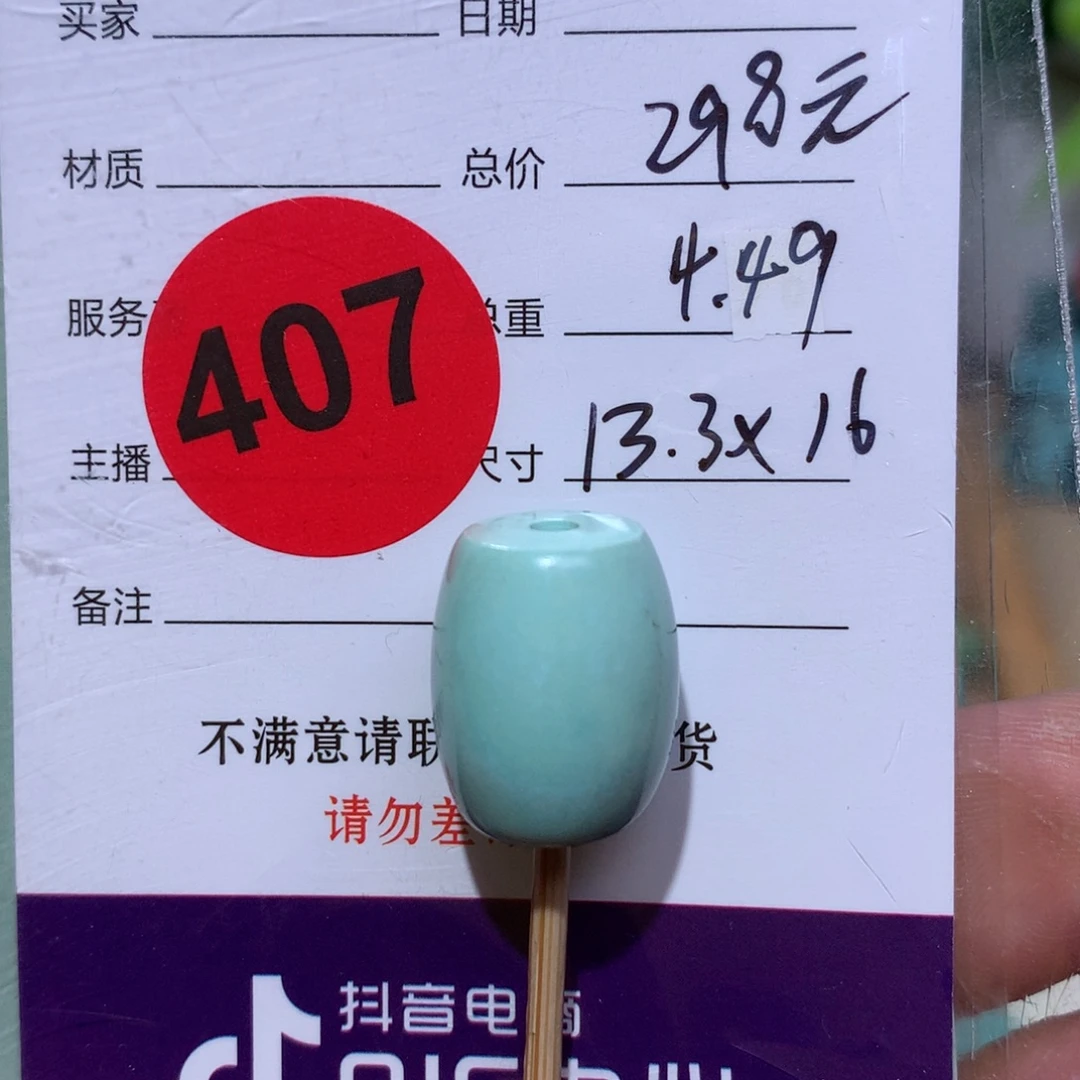 买家 日期
材质 总价 298元
服务 总重 4.49
407
主播 尺寸 13.3x16
备注
不满意请联 货
请勿差
抖音电商